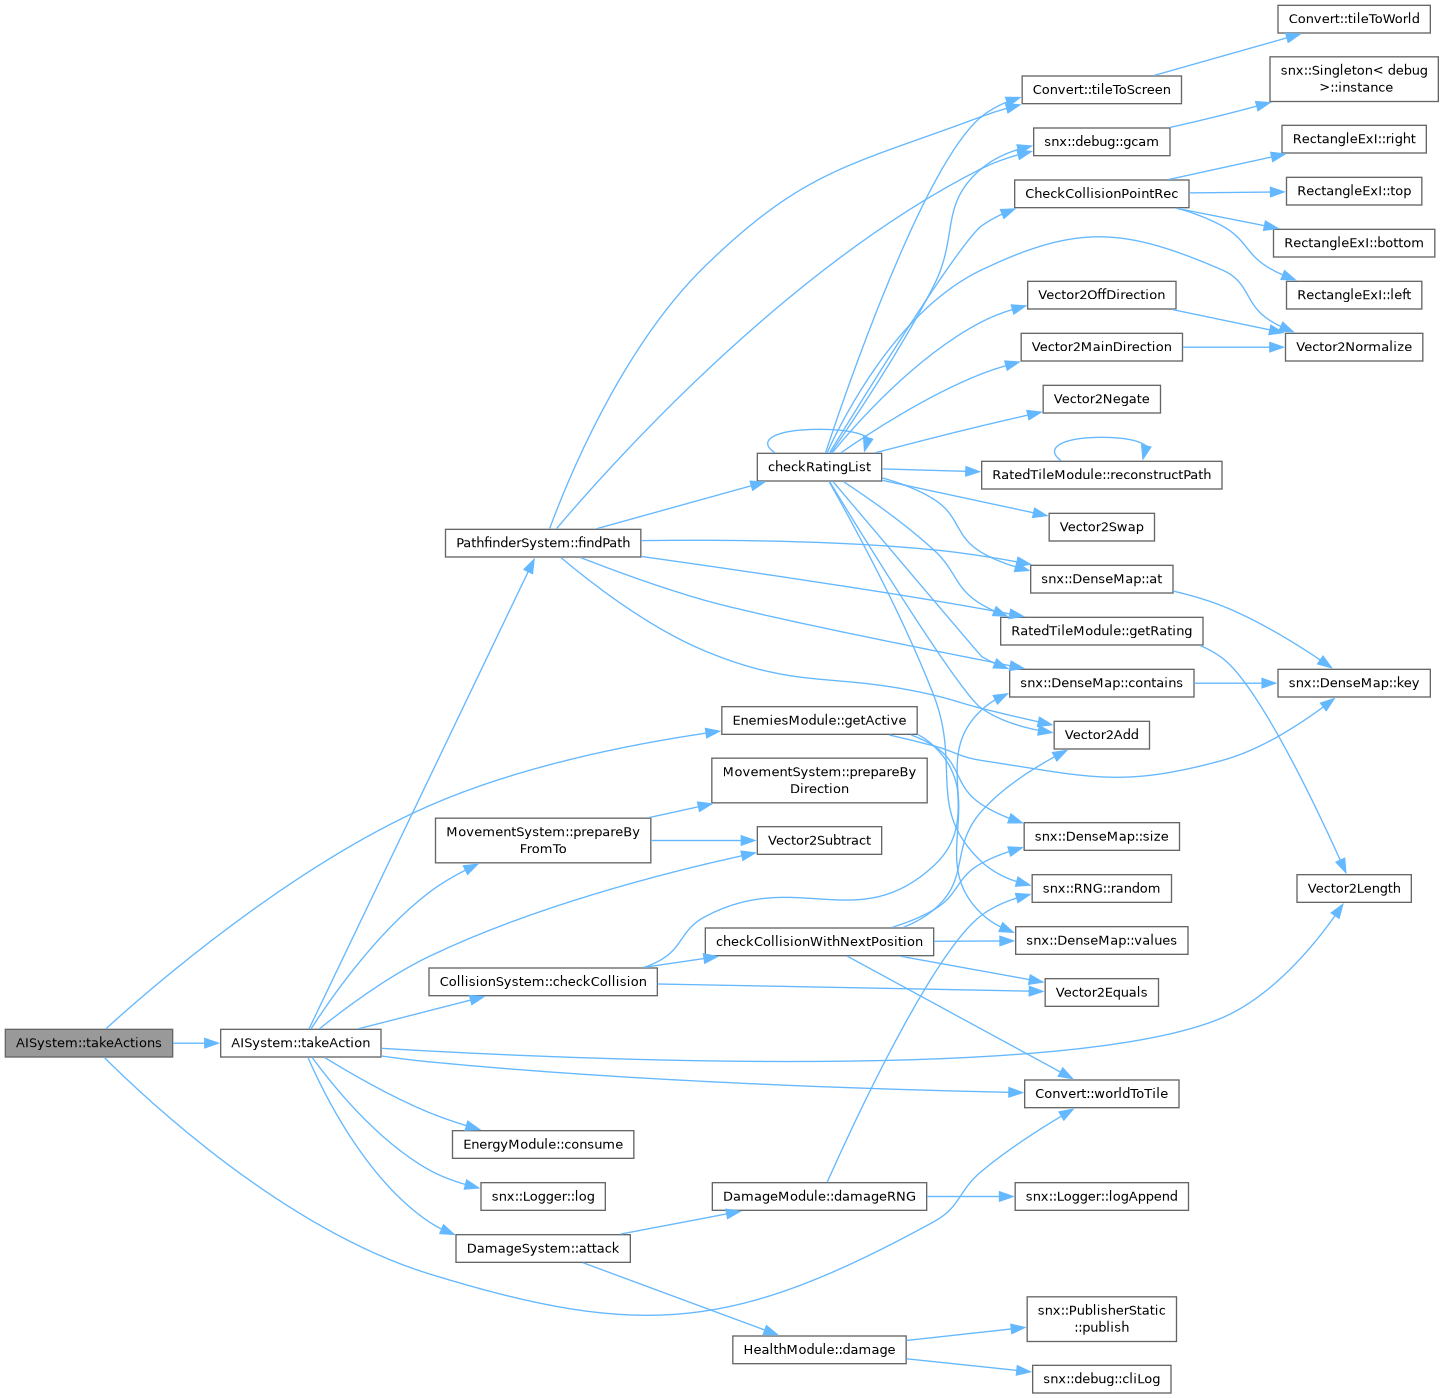 Convert::tileToWorld
snx::Singleton< debug
>::instance
Convert::tileToScreen
snx::debug::gcam
RectangleExI::right
CheckCollisionPointRec
RectangleExI::top
RectangleExI::bottom
Vector2OffDirection
RectangleExI::left
Vector2MainDirection
Vector2Normalize
Vector2Negate
checkRatingList
RatedTileModule::reconstructPath
Vector2Swap
PathfinderSystem::findPath
snx::DenseMap::at
RatedTileModule::getRating
snx::DenseMap::contains
snx::DenseMap::key
EnemiesModule::getActive
Vector2Add
MovementSystem::prepareBy
Direction
MovementSystem::prepareBy
FromTo
Vector2Subtract
snx::DenseMap::size
snx::RNG::random
Vector2Length
checkCollisionWithNextPosition
snx::DenseMap::values
CollisionSystem::checkCollision
Vector2Equals
AISystem::takeActions
AISystem::takeAction
Convert::worldToTile
EnergyModule::consume
snx::Logger::log
DamageModule::damageRNG
snx::Logger::logAppend
DamageSystem::attack
snx::PublisherStatic
::publish
HealthModule::damage
snx::debug::cliLog